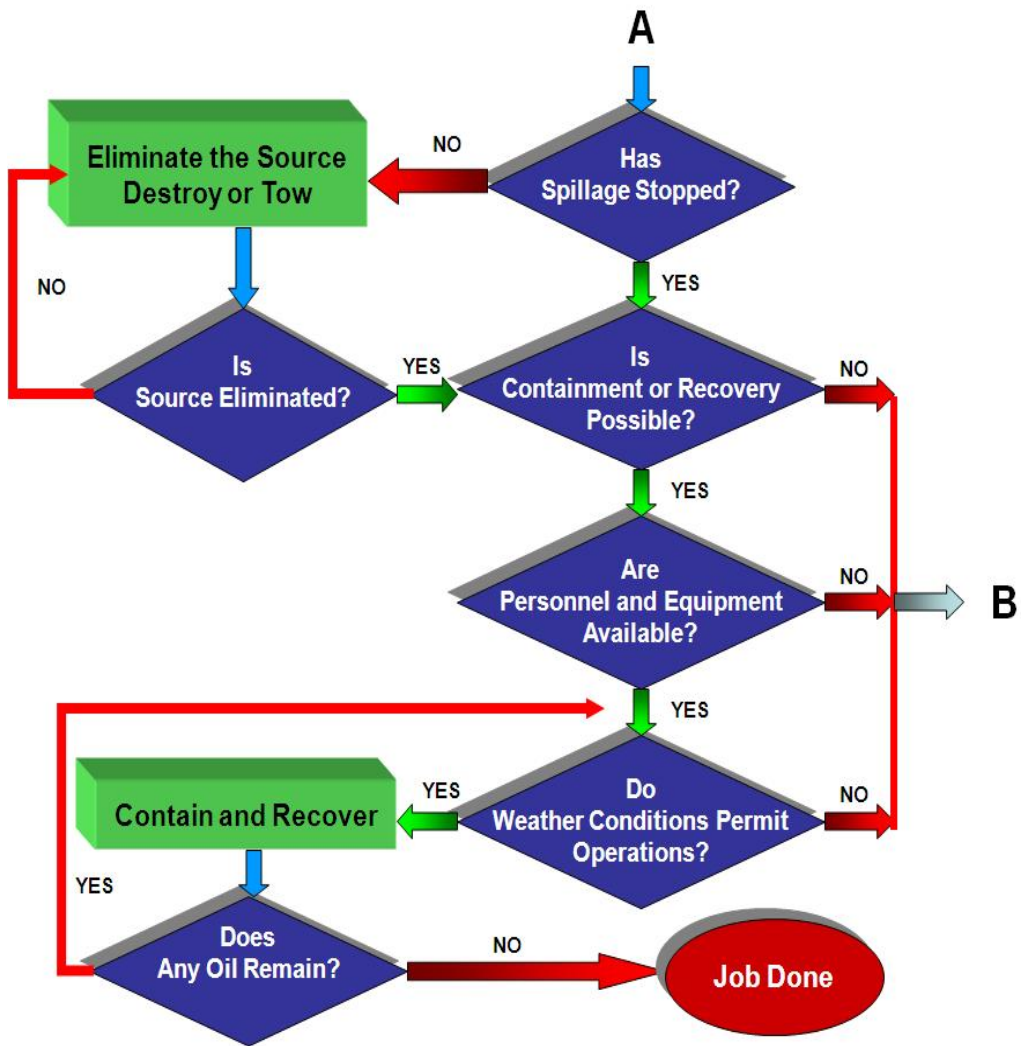 A
NO
Has
Spillage Stopped?
Eliminate the Source
Destroy or Tow
YES
NO
Is
Source Eliminated?
YES
Is
Containment or Recovery
Possible?
NO
YES
Are
Personnel and Equipment
Available?
NO
B
YES
Do
Weather Conditions Permit
Operations?
NO
YES
Contain and Recover
YES
Does
Any Oil Remain?
NO
Job Done